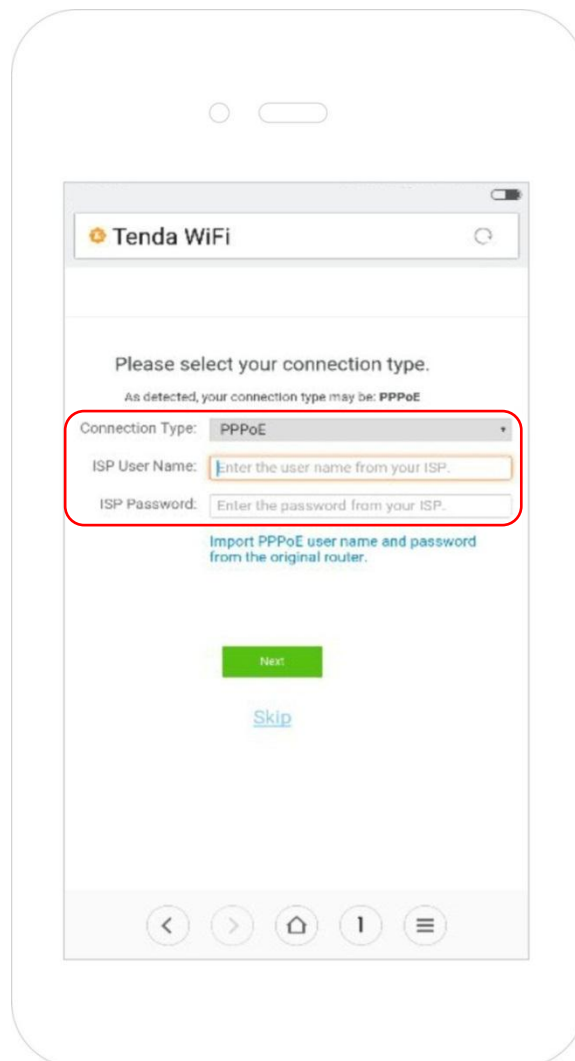 Tenda WiFi
Please select your connection type.
As detected, your connection type may be: PPPoE
Connection Type: PPPoE
ISP User Name: Enter the user name from your ISP.
ISP Password: Enter the password from your ISP.
Import PPPoE user name and password
from the original router.
Next
Skip
1